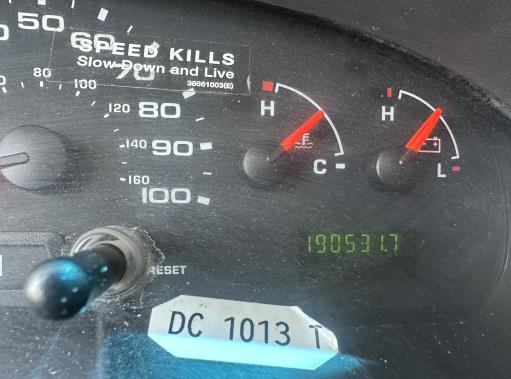 50
60
SPEED KILLS
Slow Down and Live
38661003(E)
70
80
100
120
80
140
90
160
100
H
C
H
L
190531.7
RESET
DC 1013 T